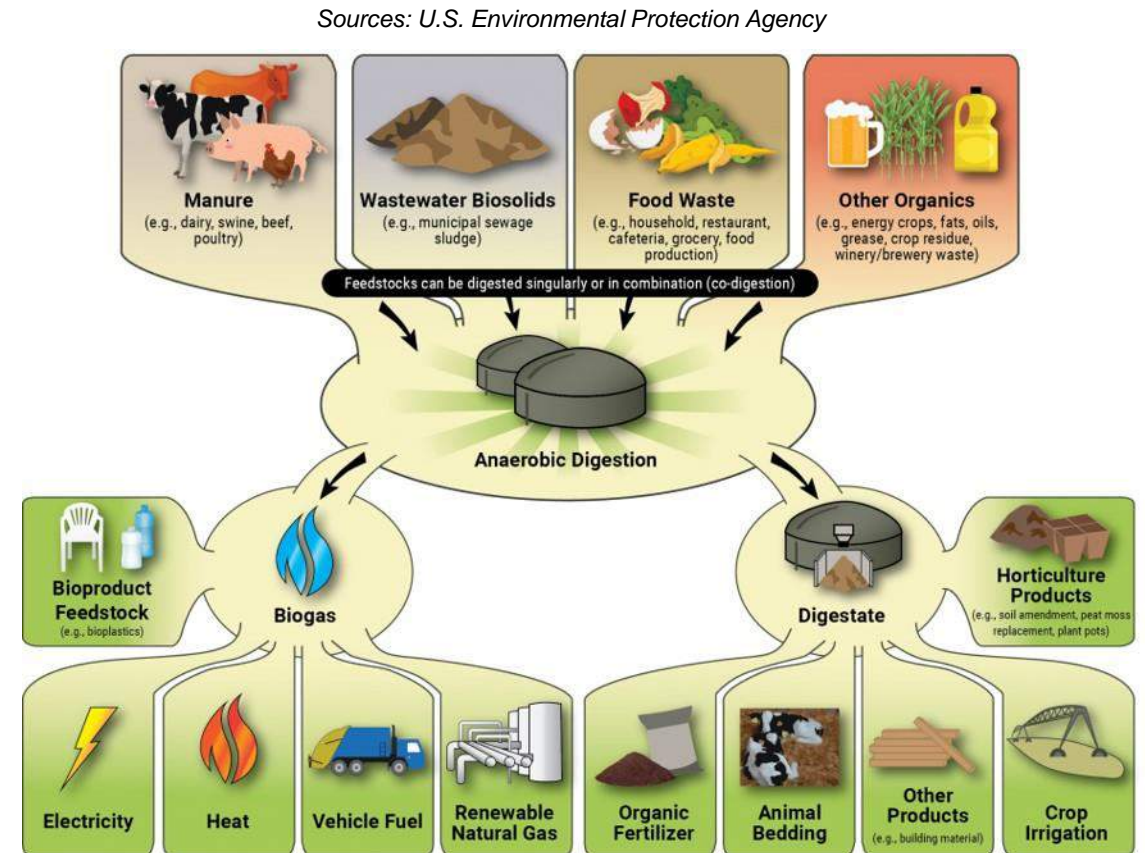 Sources: U.S. Environmental Protection Agency
Manure
(e.g., dairy, swine, beef,
poultry)
Wastewater Biosolids
(e.g., municipal sewage
sludge)
Food Waste
(e.g., household, restaurant,
cafeteria, grocery, food
production)
Other Organics
(e.g., energy crops, fats, oils,
grease, crop residue,
winery/brewery waste)
Feedstocks can be digested singularly or in combination (co-digestion)
Anaerobic Digestion
Bioproduct
Feedstock
(e.g., bioplastics)
Biogas
Digestate
Horticulture
Products
(e.g., soil amendment, peat moss
replacement, plant pots)
Electricity
Heat
Vehicle Fuel
Renewable
Natural Gas
Organic
Fertilizer
Animal
Bedding
Other
Products
(e.g., building material)
Crop
Irrigation